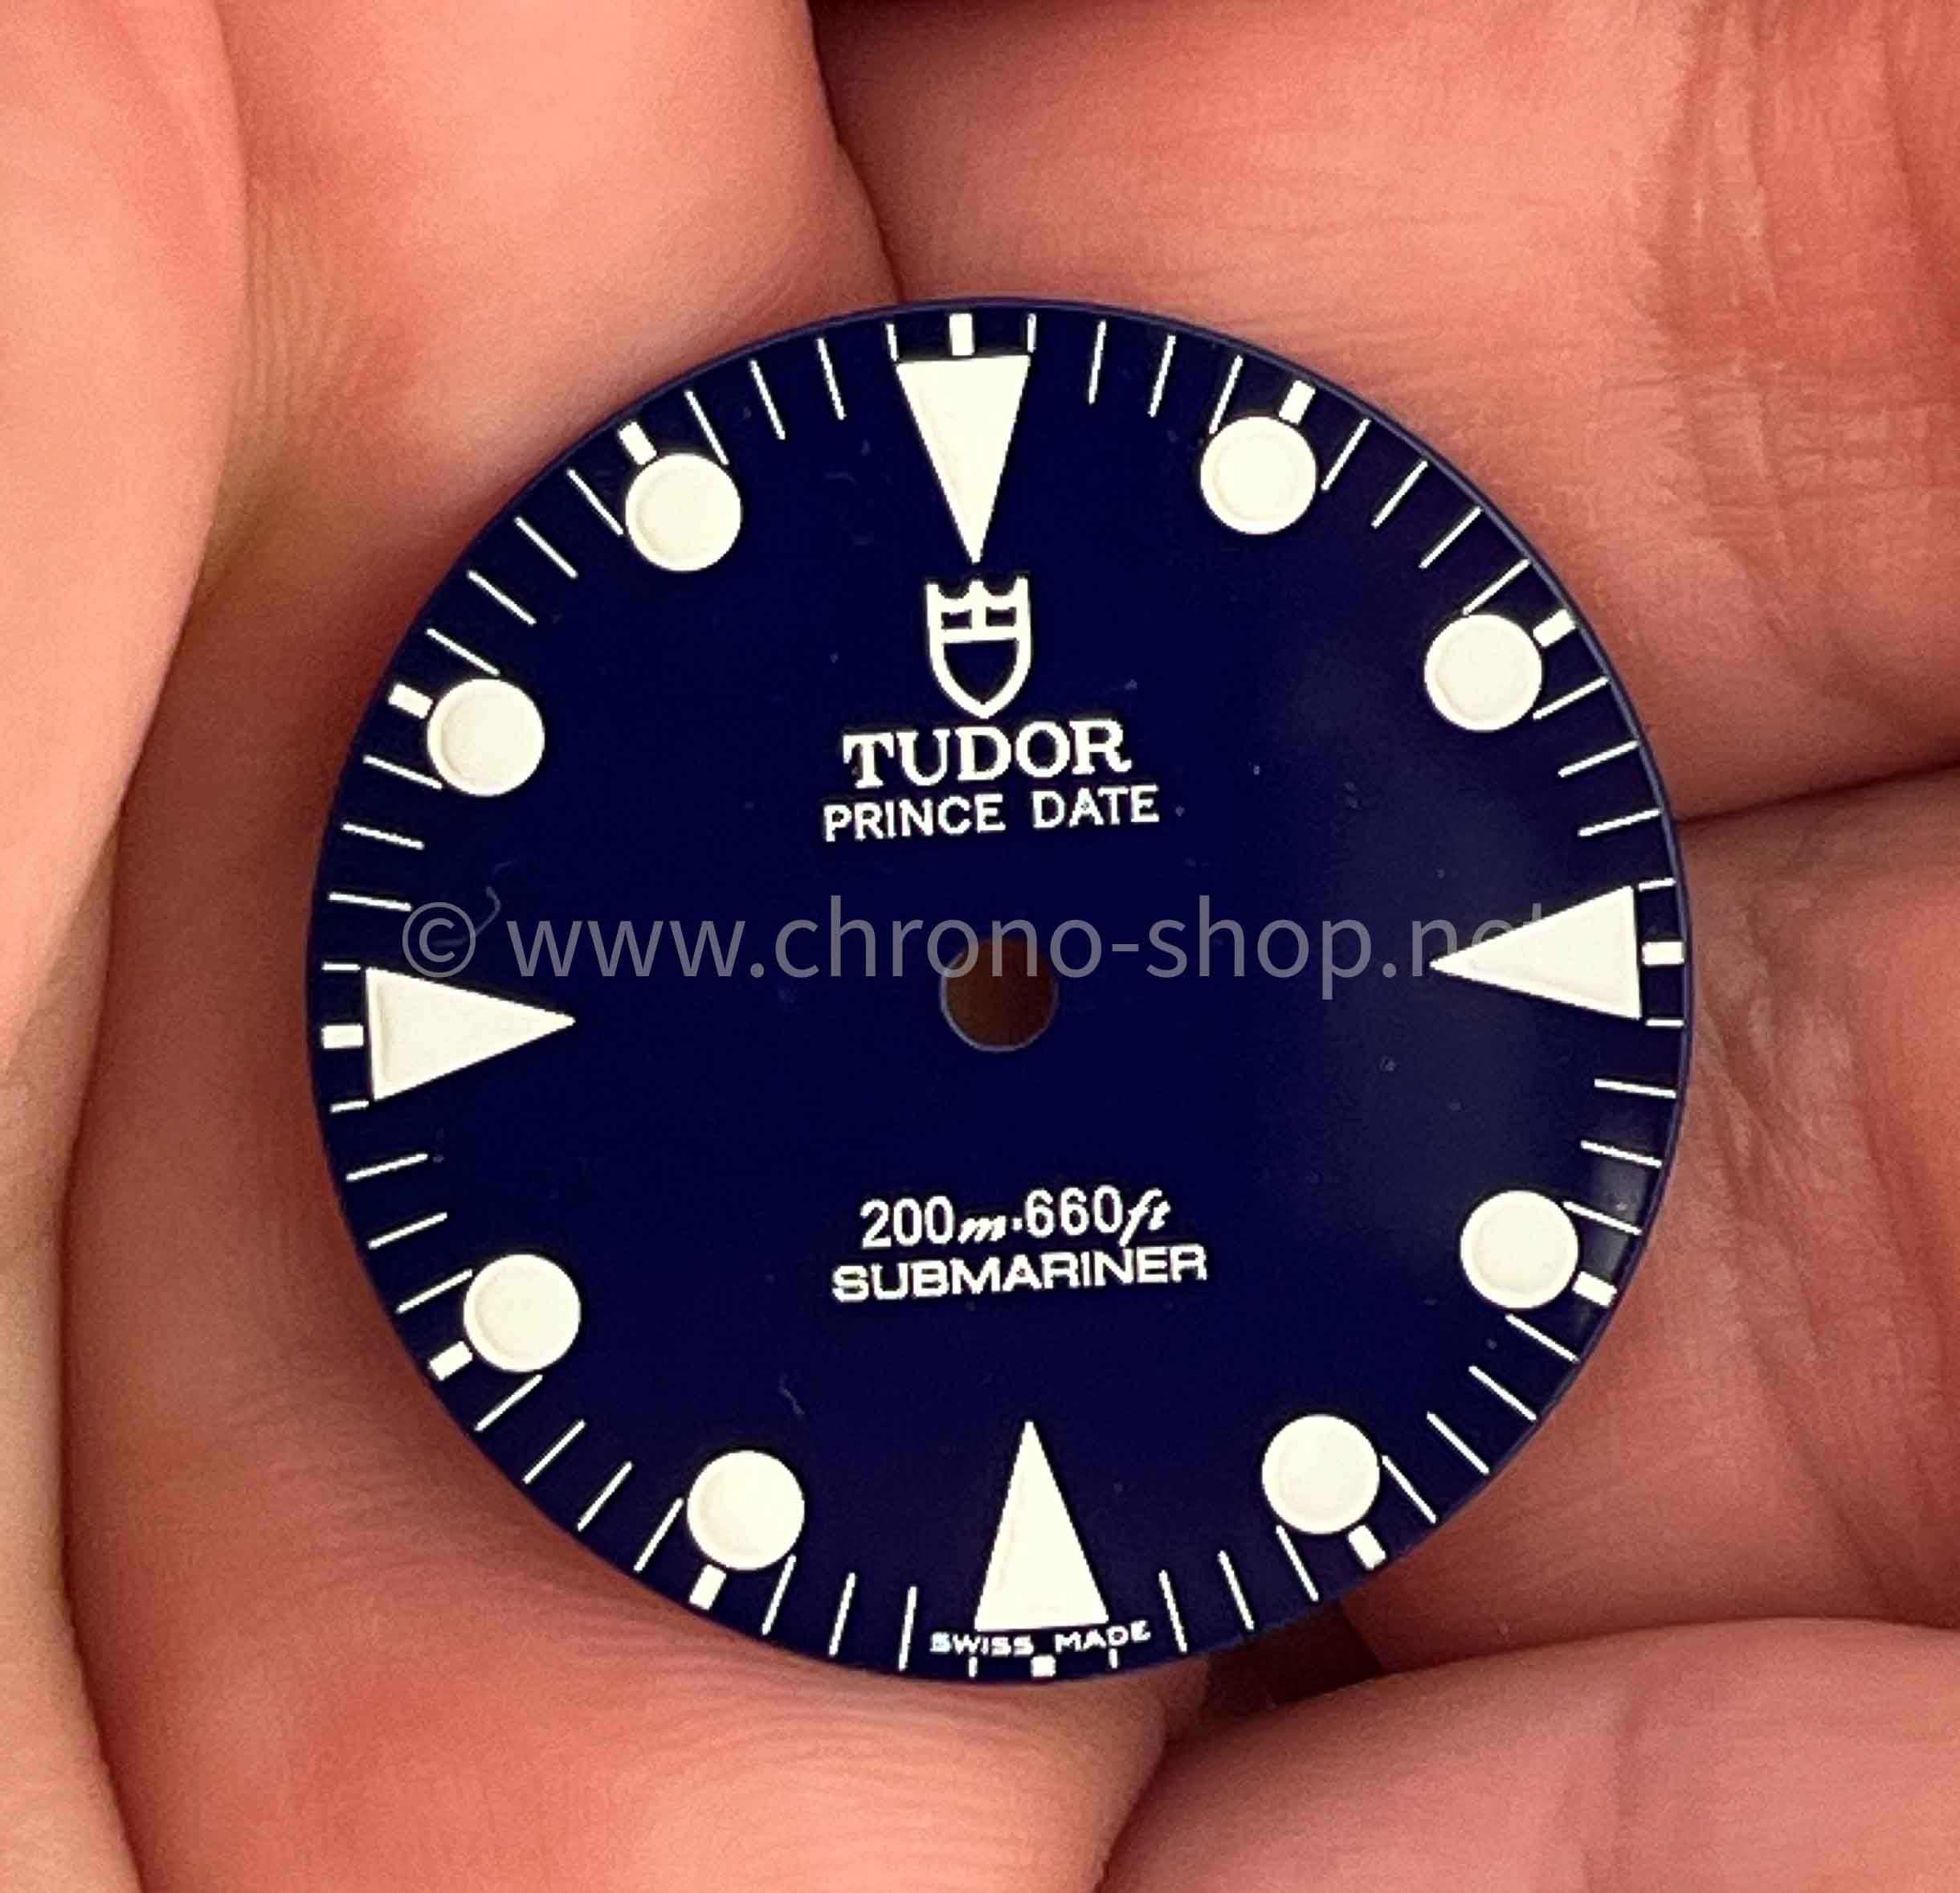 TUDOR
PRINCE DATE
© www.chrono-shop.net
200m·660ft
SUBMARINER
SWISS MADE